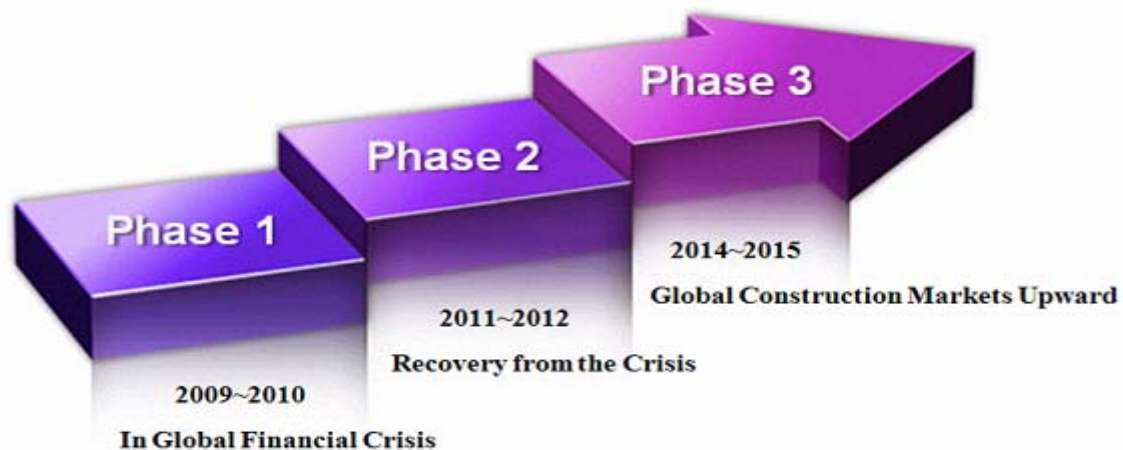 Phase 1
2009~2010
In Global Financial Crisis
Phase 2
2011~2012
Recovery from the Crisis
Phase 3
2014~2015
Global Construction Markets Upward